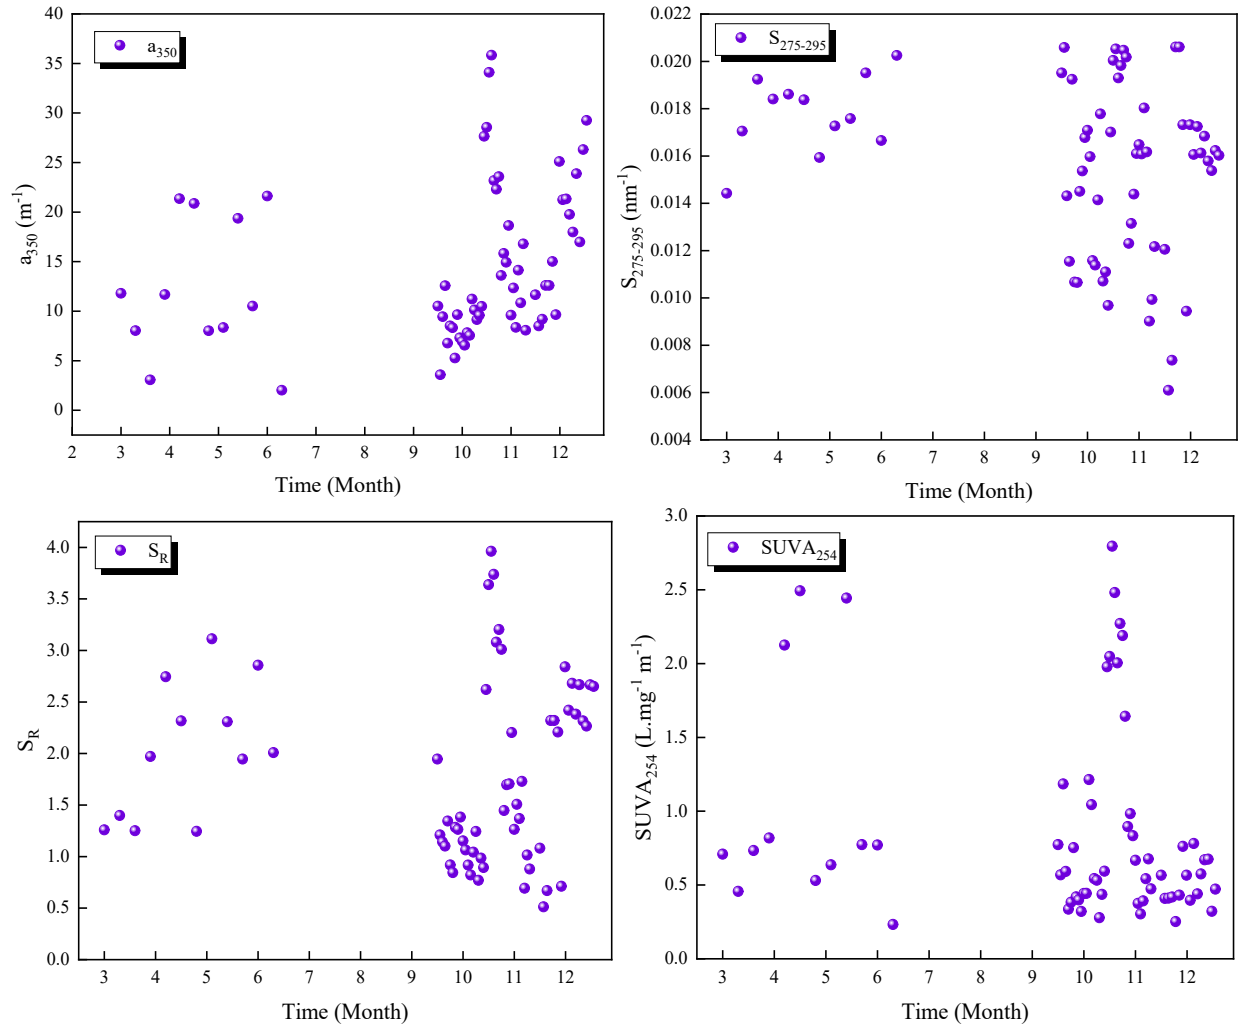 a350
40
35
30
25
20
15
10
5
0
a350 (m-1)
2 3 4 5 6 7 8 9 10 11 12
Time (Month)
S275-295
0.022
0.020
0.018
0.016
0.014
0.012
0.010
0.008
0.006
0.004
S275-295 (nm-1)
3 4 5 6 7 8 9 10 11 12
Time (Month)
SR
4.0
3.5
3.0
2.5
2.0
1.5
1.0
0.5
0.0
SR
3 4 5 6 7 8 9 10 11 12
Time (Month)
SUVA254
3.0
2.5
2.0
1.5
1.0
0.5
0.0
SUVA254 (L.mg-1 m-1)
3 4 5 6 7 8 9 10 11 12
Time (Month)